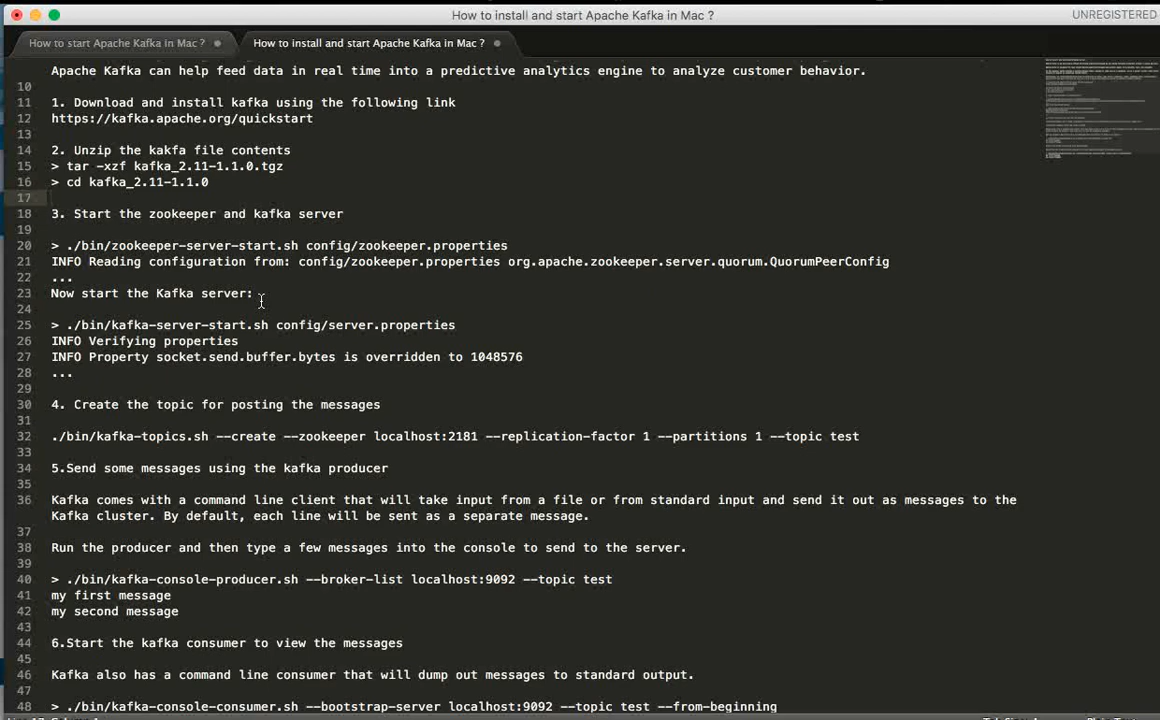 How to install and start Apache Kafka in Mac ?
UNREGISTERED
How to start Apache Kafka in Mac ?
How to install and start Apache Kafka in Mac ?
Apache Kafka can help feed data in real time into a predictive analytics engine to analyze customer behavior.
10
11 1. Download and install kafka using the following link
12 https://kafka.apache.org/quickstart
13
14 2. Unzip the kakfa file contents
15 > tar -xzf kafka_2.11-1.1.0.tgz
16 > cd kafka_2.11-1.1.0
17
18 3. Start the zookeeper and kafka server
19
20 > ./bin/zookeeper-server-start.sh config/zookeeper.properties
21 INFO Reading configuration from: config/zookeeper.properties org.apache.zookeeper.server.quorum.QuorumPeerConfig
22 ...
23 Now start the Kafka server:
24
25 > ./bin/kafka-server-start.sh config/server.properties
26 INFO Verifying properties
27 INFO Property socket.send.buffer.bytes is overridden to 1048576
28 ...
29
30 4. Create the topic for posting the messages
31
32 ./bin/kafka-topics.sh --create --zookeeper localhost:2181 --replication-factor 1 --partitions 1 --topic test
33
34 5.Send some messages using the kafka producer
35
36 Kafka comes with a command line client that will take input from a file or from standard input and send it out as messages to the
Kafka cluster. By default, each line will be sent as a separate message.
37
38 Run the producer and then type a few messages into the console to send to the server.
39
40 > ./bin/kafka-console-producer.sh --broker-list localhost:9092 --topic test
41 my first message
42 my second message
43
44 6.Start the kafka consumer to view the messages
45
46 Kafka also has a command line consumer that will dump out messages to standard output.
47
48 > ./bin/kafka-console-consumer.sh --bootstrap-server localhost:9092 --topic test --from-beginning